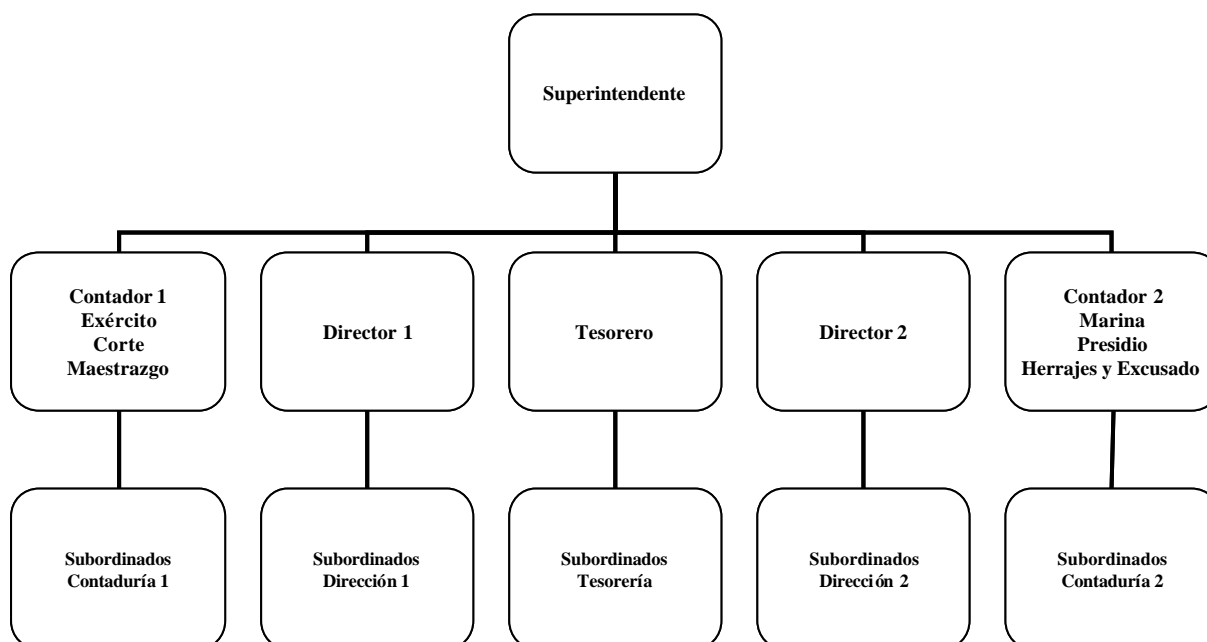 Superintendente
Contador 1
Exército
Corte
Maestrazgo
Director 1
Tesorero
Director 2
Contador 2
Marina
Presidio
Herrajes y Excusado
Subordinados
Contaduría 1
Subordinados
Dirección 1
Subordinados
Tesorería
Subordinados
Dirección 2
Subordinados
Contaduría 2